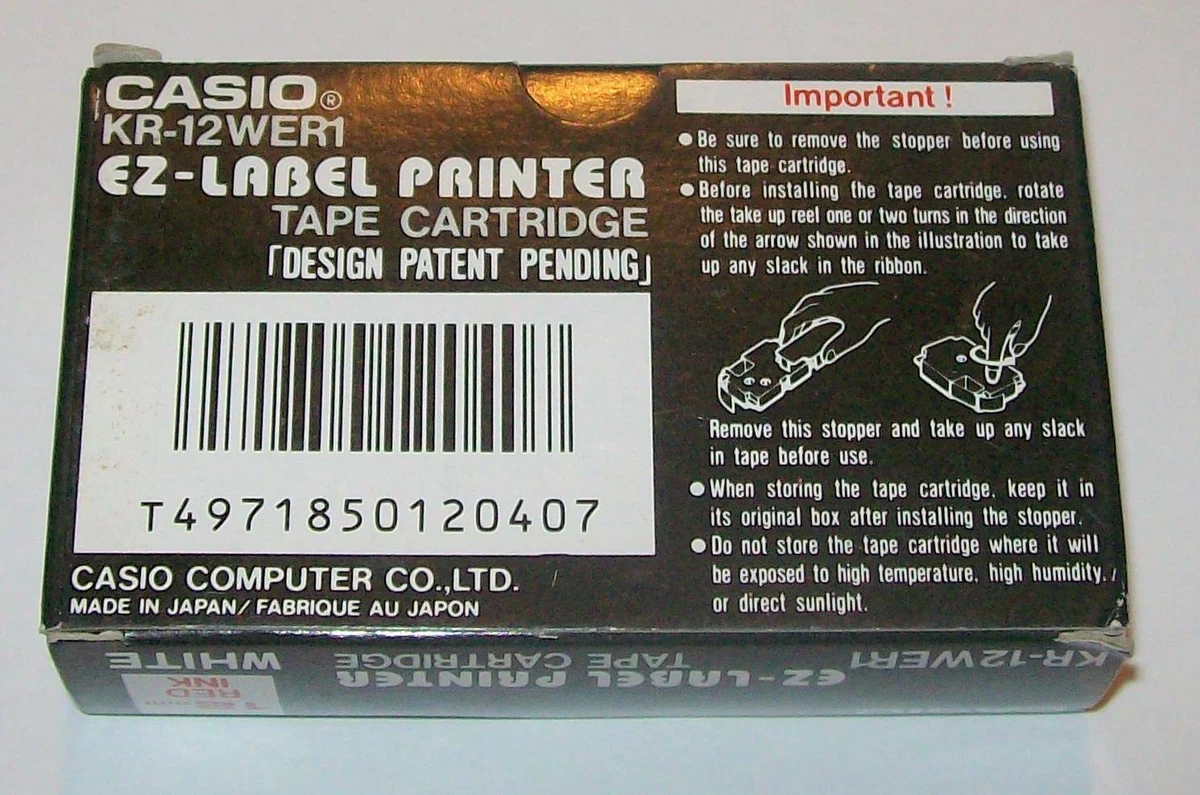 CASIO®
KR-12WER1
EZ-LABEL PRINTER
TAPE CARTRIDGE
「DESIGN PATENT PENDING」
T4971850120407
CASIO COMPUTER CO.,LTD.
MADE IN JAPAN/FABRIQUE AU JAPON
Important !
●Be sure to remove the stopper before using
this tape cartridge.
●Before installing fhe tape cartridge. rotate
the take up reel one or two turns in the direction
of the arrow shown in the illustration to take
up any slack in the ribbon.
Remove this stopper and take up any slack
in tape before use.
●When storing the tape cartridge. keep it in
its original box after installing the stopper.
●Do not store the tape cartridge where it will
be exposed to high temperature. high humidity.
or direct sunlight.
KR-12WER1
EZ-LABEL PRINTER
TAPE CARTRIDGE
WHITE
RED
INK